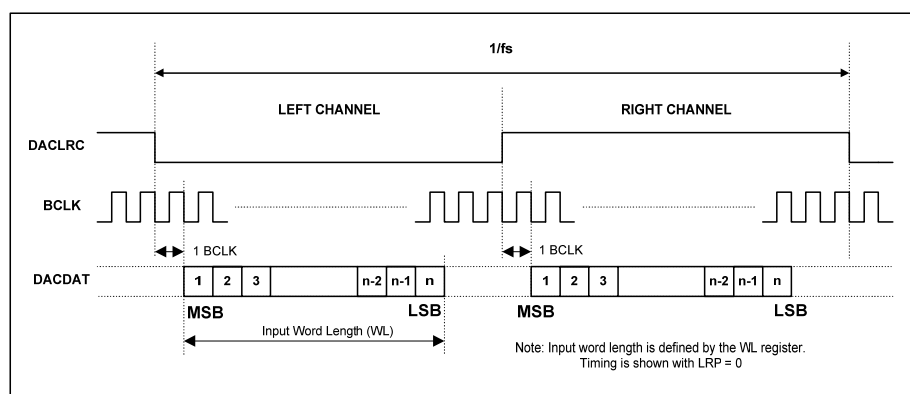 1/fs
LEFT CHANNEL
RIGHT CHANNEL
DACLRC
BCLK
1 BCLK
1 BCLK
DACDAT
1 2 3 n-2 n-1 n
1 2 3 n-2 n-1 n
MSB
LSB
MSB
LSB
Input Word Length (WL)
Note: Input word length is defined by the WL register.
Timing is shown with LRP = 0